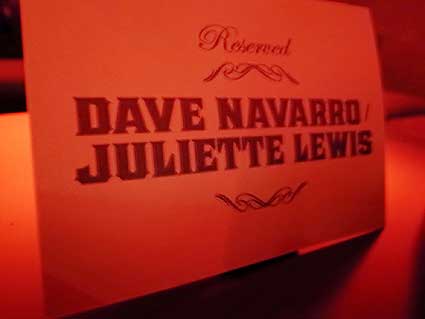 Reserved
DAVE NAVARRO/
JULIETTE LEWIS